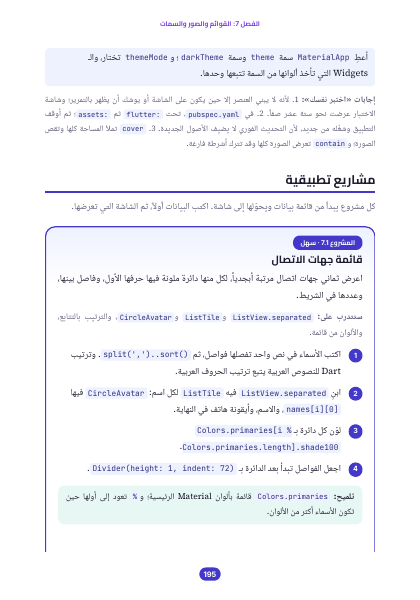 الفصل 7: القوائم والصور والسمات
أعطِ MaterialApp سمة theme وسمة darkTheme؛ و themeMode تختار، والـ
Widgets التي تأخذ ألوانها من السمة تتبعها وحدها.
إجابات «اختبر نفسك»: 1. لأنه لا يبني العنصر إلا حين يكون على الشاشة أو يوشك أن يظهر بالتمرير؛ وشاشة
الاختبار عرضت نحو ستة عشر صفاً. 2. في pubspec.yaml، تحت flutter: ثم assets:؛ ثم أوقف
التطبيق وشغّله من جديد، لأن التحديث الفوري لا يضيف الأصول الجديدة. 3. cover تملأ المساحة كلها وتقص
الصورة؛ و contain تعرض الصورة كلها وقد تترك أشرطة فارغة.
مشاريع تطبيقية
كل مشروع يبدأ من قائمة بيانات ويحوّلها إلى شاشة. اكتب البيانات أولاً، ثم الشاشة التي تعرضها.
المشروع 7.1 · سهل
قائمة جهات الاتصال
اعرض ثماني جهات اتصال مرتبة أبجدياً، لكل منها دائرة ملونة فيها حرفها الأول، وفاصل بينها،
وعددها في الشريط.
ستتدرب على: ListView.separated و ListTile و CircleAvatar، والترتيب بالتتابع،
والألوان من قائمة.
1 اكتب الأسماء في نص واحد تفصلها فواصل، ثم split(',')..sort(). وترتيب
Dart للنصوص العربية يتبع ترتيب الحروف العربية.
2 ابنِ ListView.separated فيه ListTile لكل اسم: CircleAvatar فيها
names[i][0]، والاسم، وأيقونة هاتف في النهاية.
3 لوّن كل دائرة بـ Colors.primaries[i %
Colors.primaries.length].shade100.
4 اجعل الفواصل تبدأ بعد الدائرة بـ Divider(height: 1, indent: 72).
تلميح: Colors.primaries قائمة بألوان Material الرئيسية؛ و % تعود إلى أولها حين
تكون الأسماء أكثر من الألوان.
195